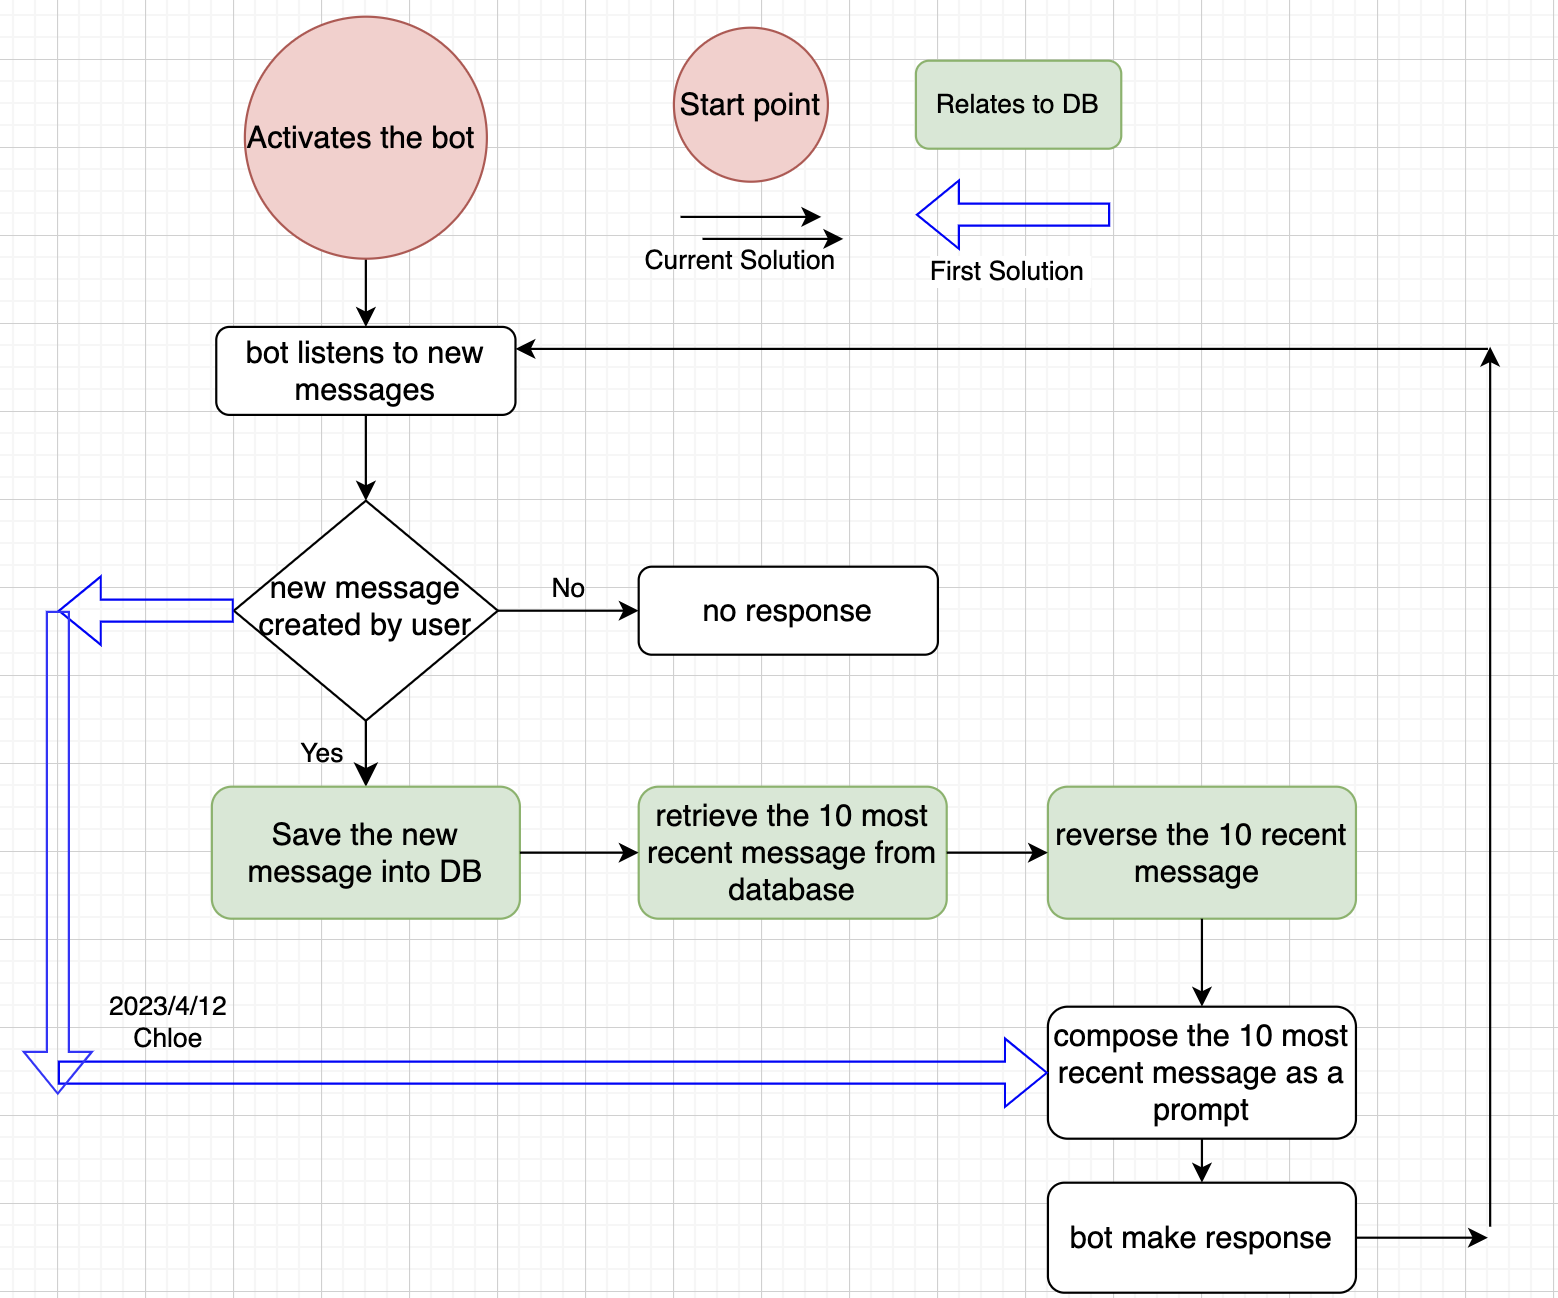 Activates the bot
Start point
Relates to DB
Current Solution
First Solution
bot listens to new
messages
new message
created by user
No
no response
Yes
Save the new
message into DB
retrieve the 10 most
recent message from
database
reverse the 10 recent
message
2023/4/12
Chloe
compose the 10 most
recent message as a
prompt
bot make response